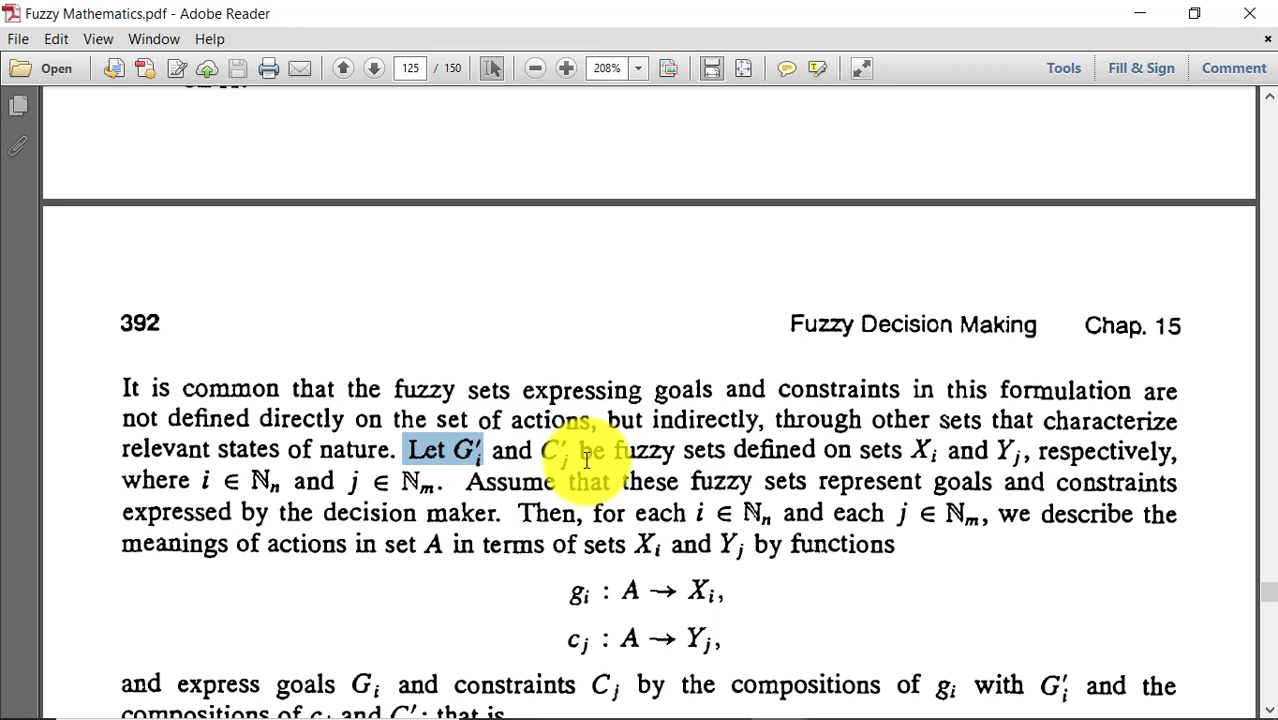 Fuzzy Mathematics.pdf - Adobe Reader
File Edit View Window Help
Open 125 / 150 208% Tools Fill & Sign Comment
392 Fuzzy Decision Making Chap. 15
It is common that the fuzzy sets expressing goals and constraints in this formulation are
not defined directly on the set of actions, but indirectly, through other sets that characterize
relevant states of nature. Let G′ᵢ and C′ⱼ be fuzzy sets defined on sets Xᵢ and Yⱼ, respectively,
where i ∈ ℕₙ and j ∈ ℕₘ. Assume that these fuzzy sets represent goals and constraints
expressed by the decision maker. Then, for each i ∈ ℕₙ and each j ∈ ℕₘ, we describe the
meanings of actions in set A in terms of sets Xᵢ and Yⱼ by functions
gᵢ : A → Xᵢ,
cⱼ : A → Yⱼ,
and express goals Gᵢ and constraints Cⱼ by the compositions of gᵢ with G′ᵢ and the
compositions of cⱼ and C′ⱼ; that is